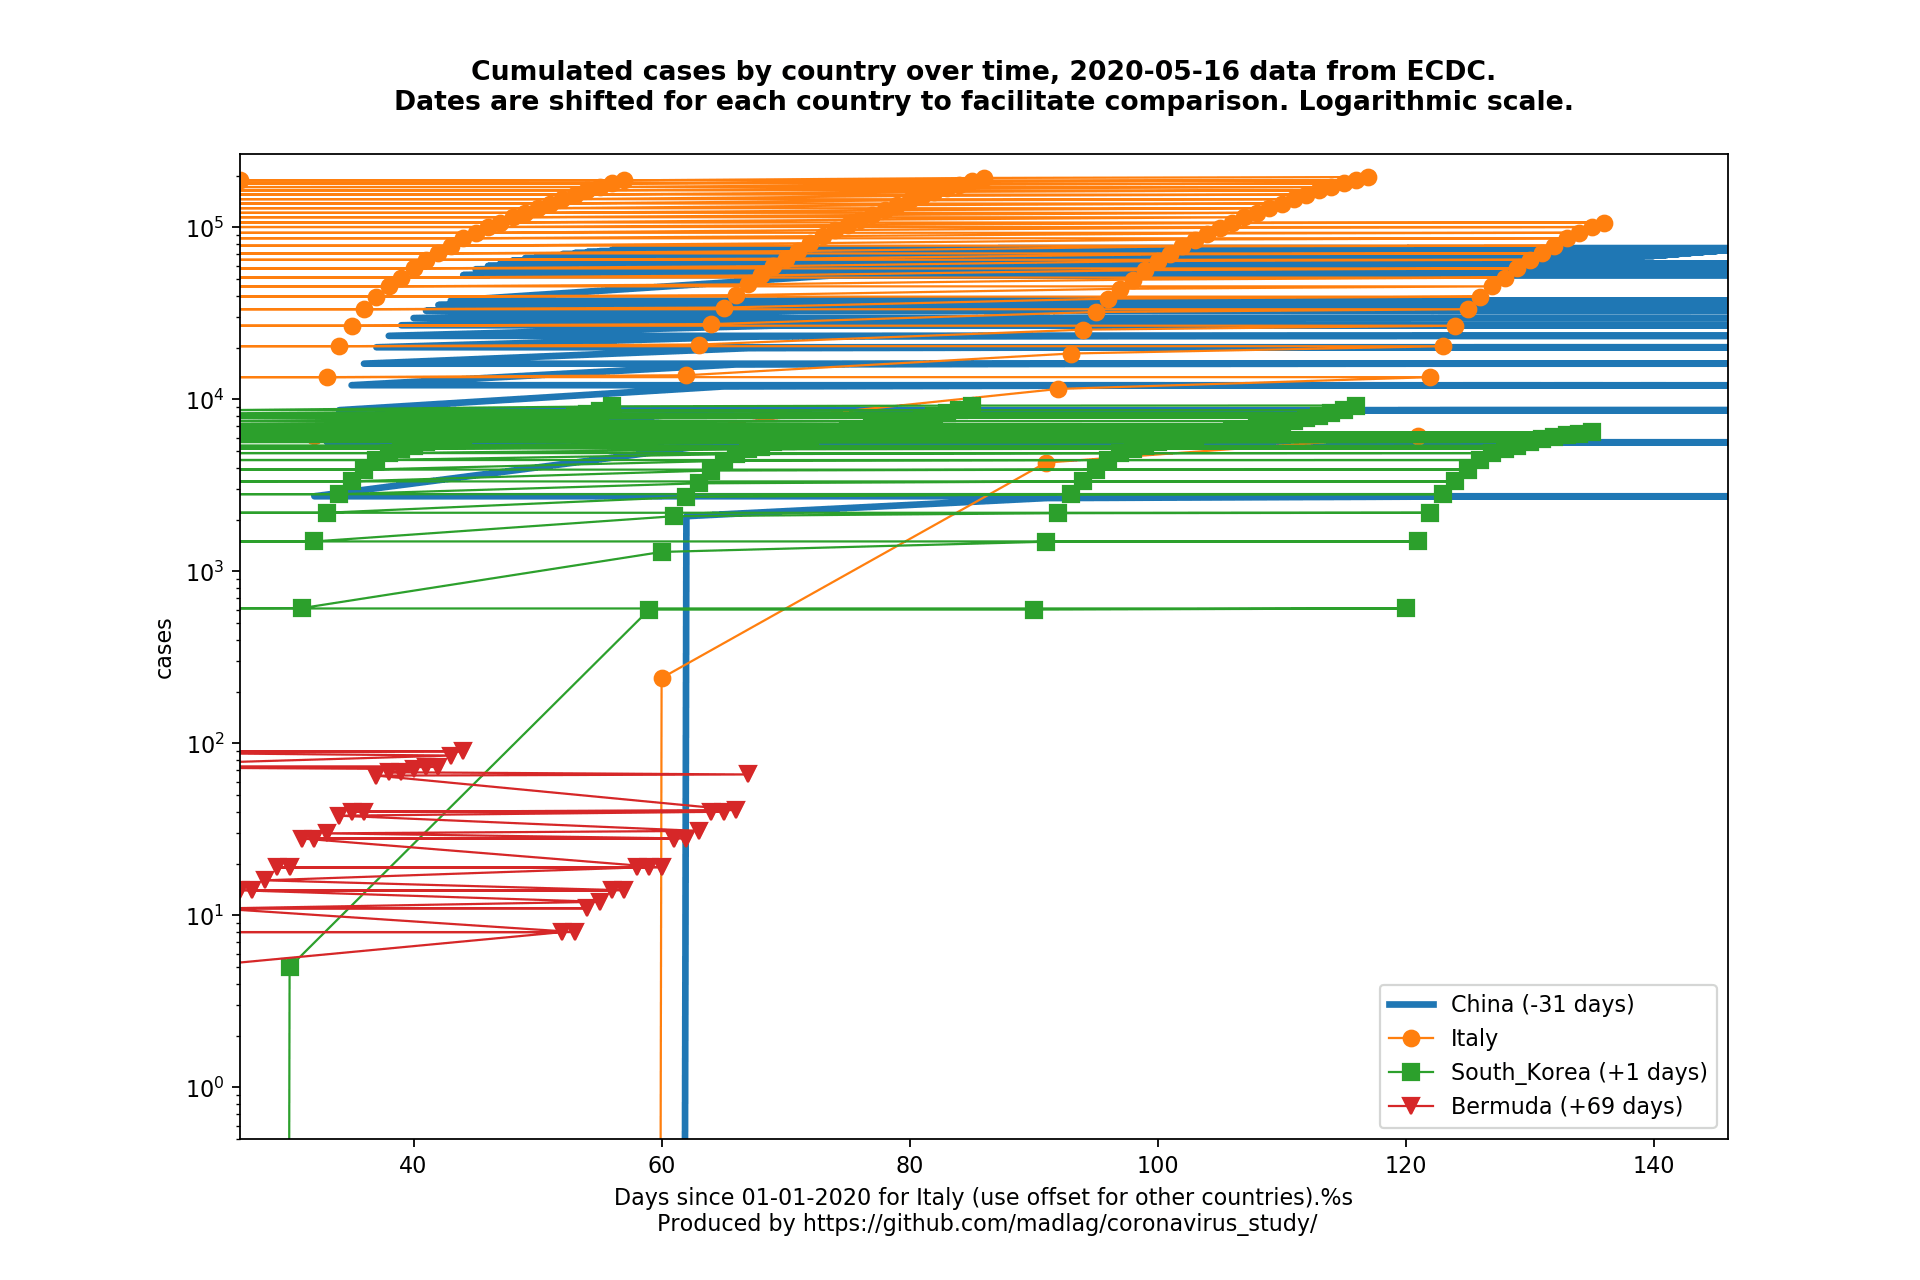 Cumulated cases by country over time, 2020-05-16 data from ECDC.
Dates are shifted for each country to facilitate comparison. Logarithmic scale.
10^5
10^4
10^3
10^2
10^1
10^0
cases
40 60 80 100 120 140
China (-31 days)
Italy
South_Korea (+1 days)
Bermuda (+69 days)
Days since 01-01-2020 for Italy (use offset for other countries).%s
Produced by https://github.com/madlag/coronavirus_study/